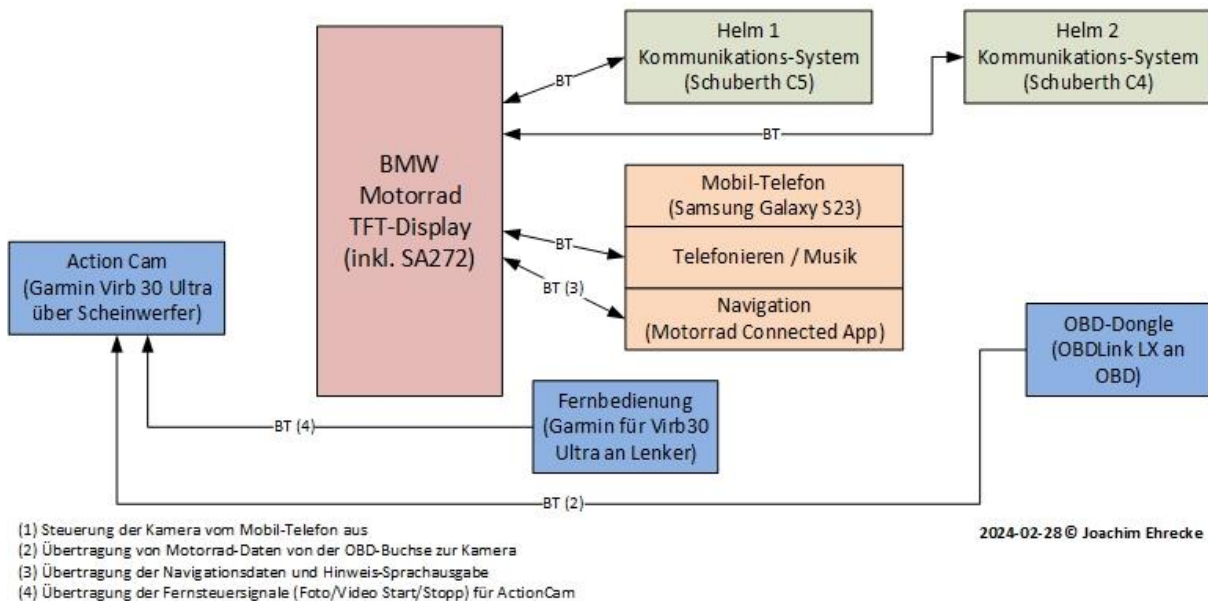 Helm 1
Kommunikations-System
(Schuberth C5)
Helm 2
Kommunikations-System
(Schuberth C4)
BT
BT
BMW
Motorrad
TFT-Display
(inkl. SA272)
Mobil-Telefon
(Samsung Galaxy S23)
Telefonieren / Musik
Navigation
(Motorrad Connected App)
BT
BT (3)
Action Cam
(Garmin Virb 30 Ultra
über Scheinwerfer)
OBD-Dongle
(OBDLink LX an
OBD)
Fernbedienung
(Garmin für Virb30
Ultra an Lenker)
BT (4)
BT (2)
(1) Steuerung der Kamera vom Mobil-Telefon aus
(2) Übertragung von Motorrad-Daten von der OBD-Buchse zur Kamera
(3) Übertragung der Navigationsdaten und Hinweis-Sprachausgabe
(4) Übertragung der Fernsteuersignale (Foto/Video Start/Stopp) für ActionCam
2024-02-28 © Joachim Ehrecke